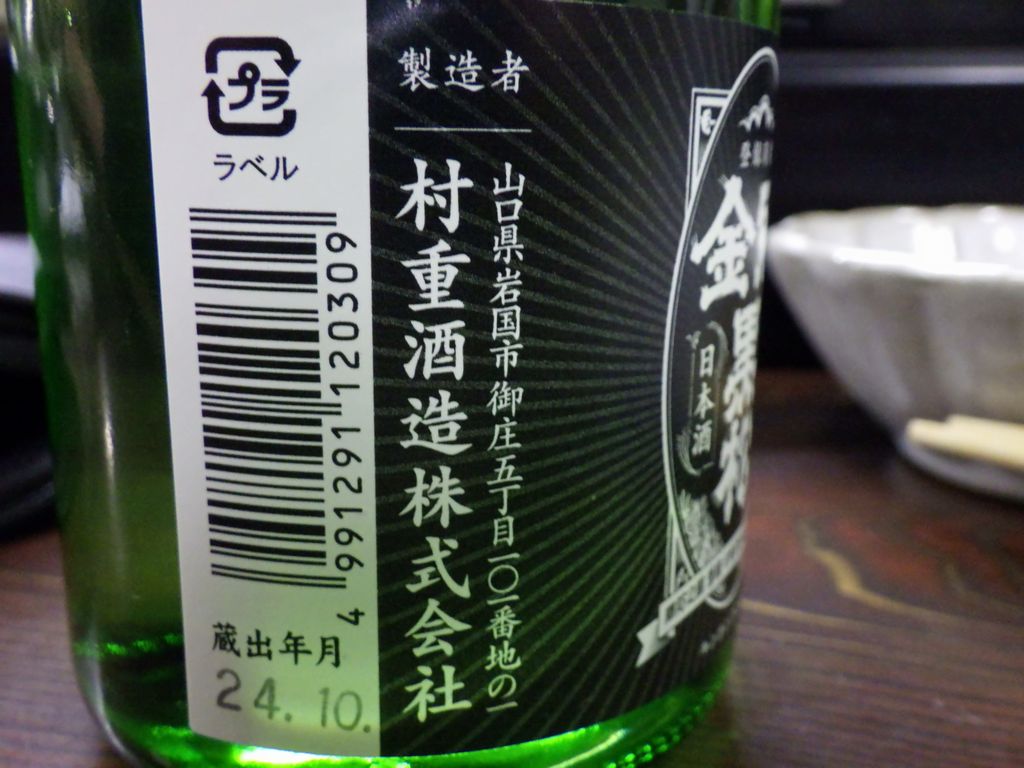 プラ
ラベル
4 991291 120309
蔵出年月
24.10.
製造者
山口県岩国市御庄五丁目一〇一番地の一
村重酒造株式会社
金
日本酒